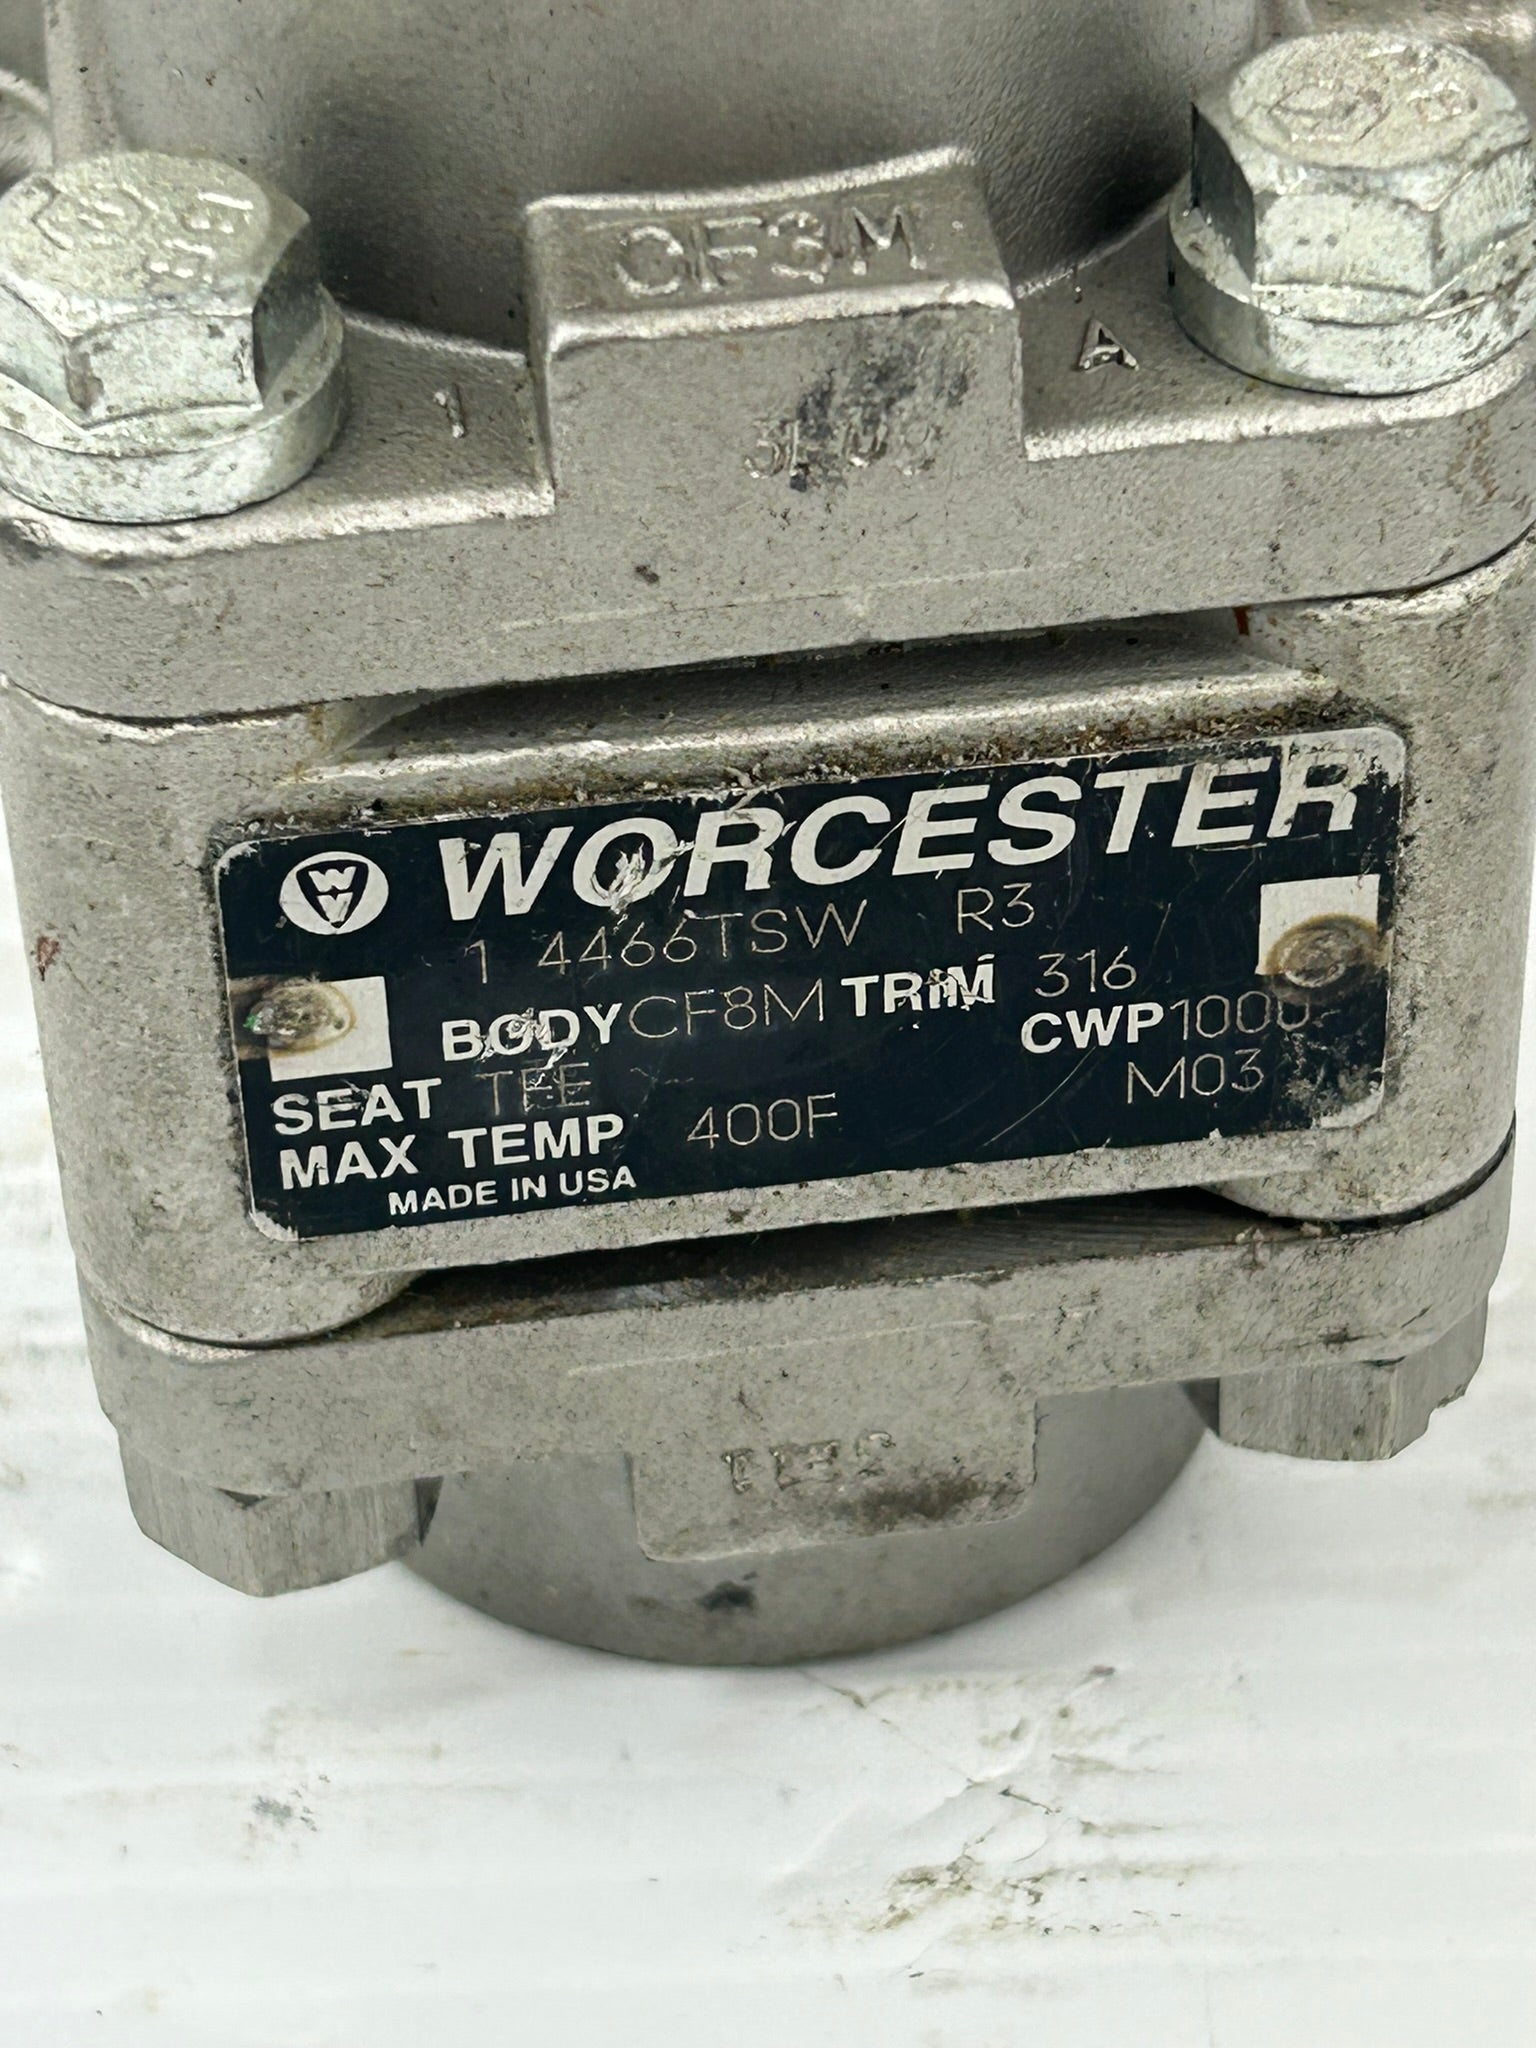 CF3M
1
A
WORCESTER
1 4466TSW R3
BODY CF8M TRIM 316
CWP 1000
SEAT TFE
M03
MAX TEMP 400F
MADE IN USA